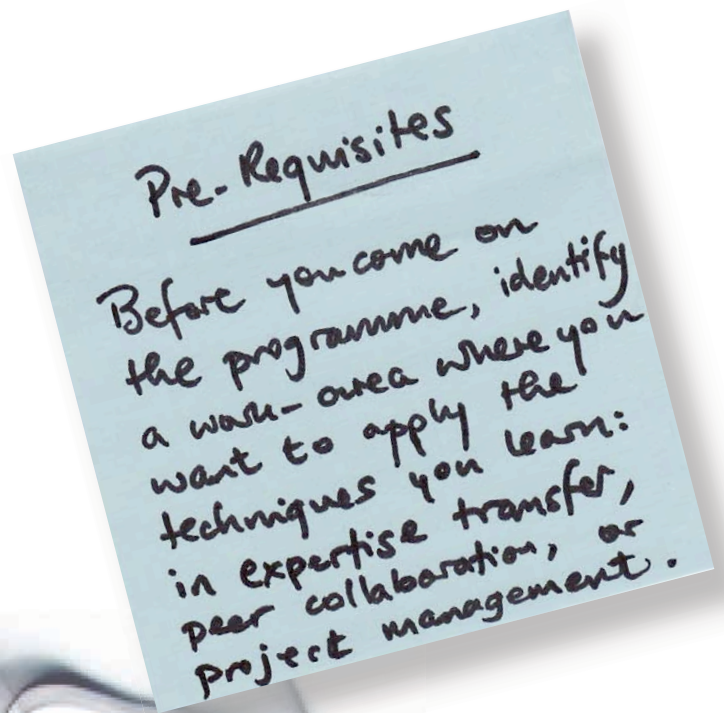 Pre-Requisites
Before you come on
the programme, identify
a work-area where you
want to apply the
techniques you learn:
in expertise transfer,
peer collaboration, or
project management.